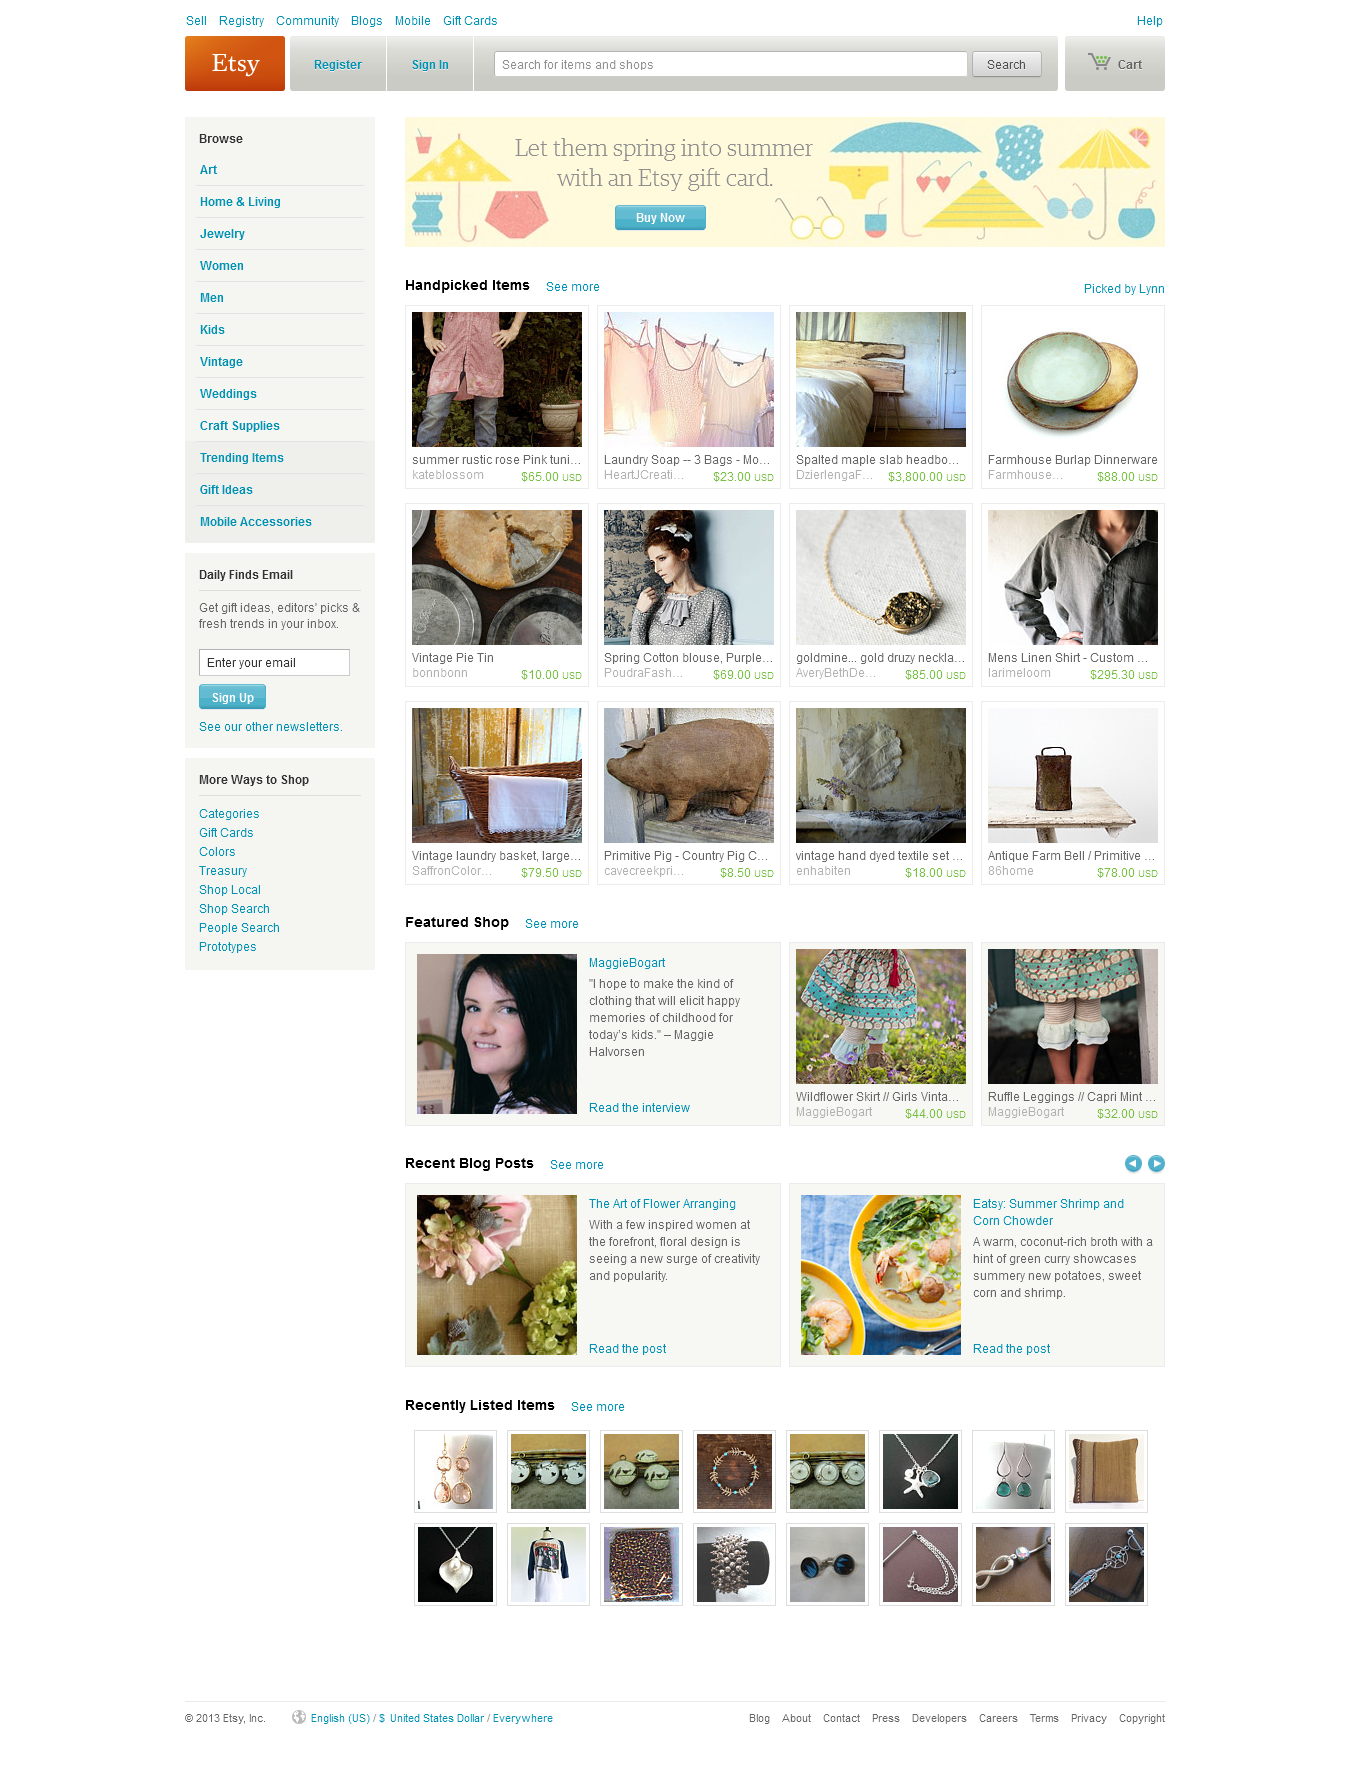 Sell Registry Community Blogs Mobile Gift Cards Help
Etsy Register Sign In Search for items and shops Search Cart
Browse
Art
Home & Living
Jewelry
Women
Men
Kids
Vintage
Weddings
Craft Supplies
Trending Items
Gift Ideas
Mobile Accessories
Daily Finds Email
Get gift ideas, editors' picks &
fresh trends in your inbox.
Enter your email
Sign Up
See our other newsletters.
More Ways to Shop
Categories
Gift Cards
Colors
Treasury
Shop Local
Shop Search
People Search
Prototypes
Let them spring into summer
with an Etsy gift card.
Buy Now
Handpicked Items See more Picked by Lynn
summer rustic rose Pink tuni...
kateblossom $65.00 USD
Laundry Soap -- 3 Bags - Mo...
HeartJCreati... $23.00 USD
Spalted maple slab headbo...
DzierlengaF... $3,800.00 USD
Farmhouse Burlap Dinnerware
Farmhouse... $88.00 USD
Vintage Pie Tin
bonnbonn $10.00 USD
Spring Cotton blouse, Purple...
PoudraFash... $69.00 USD
goldmine... gold druzy neckla...
AveryBethDe... $85.00 USD
Mens Linen Shirt - Custom ...
larimeloom $295.30 USD
Vintage laundry basket, large...
SaffronColor... $79.50 USD
Primitive Pig - Country Pig C...
cavecreekpri... $8.50 USD
vintage hand dyed textile set ...
enhabiten $18.00 USD
Antique Farm Bell / Primitive ...
86home $78.00 USD
Featured Shop See more
MaggieBogart
"I hope to make the kind of
clothing that will elicit happy
memories of childhood for
today's kids." – Maggie
Halvorsen
Read the interview
Wildflower Skirt // Girls Vinta...
MaggieBogart $44.00 USD
Ruffle Leggings // Capri Mint ...
MaggieBogart $32.00 USD
Recent Blog Posts See more
The Art of Flower Arranging
With a few inspired women at
the forefront, floral design is
seeing a new surge of creativity
and popularity.
Read the post
Eatsy: Summer Shrimp and
Corn Chowder
A warm, coconut-rich broth with a
hint of green curry showcases
summery new potatoes, sweet
corn and shrimp.
Read the post
Recently Listed Items See more
© 2013 Etsy, Inc. English (US) / $ United States Dollar / Everywhere Blog About Contact Press Developers Careers Terms Privacy Copyright